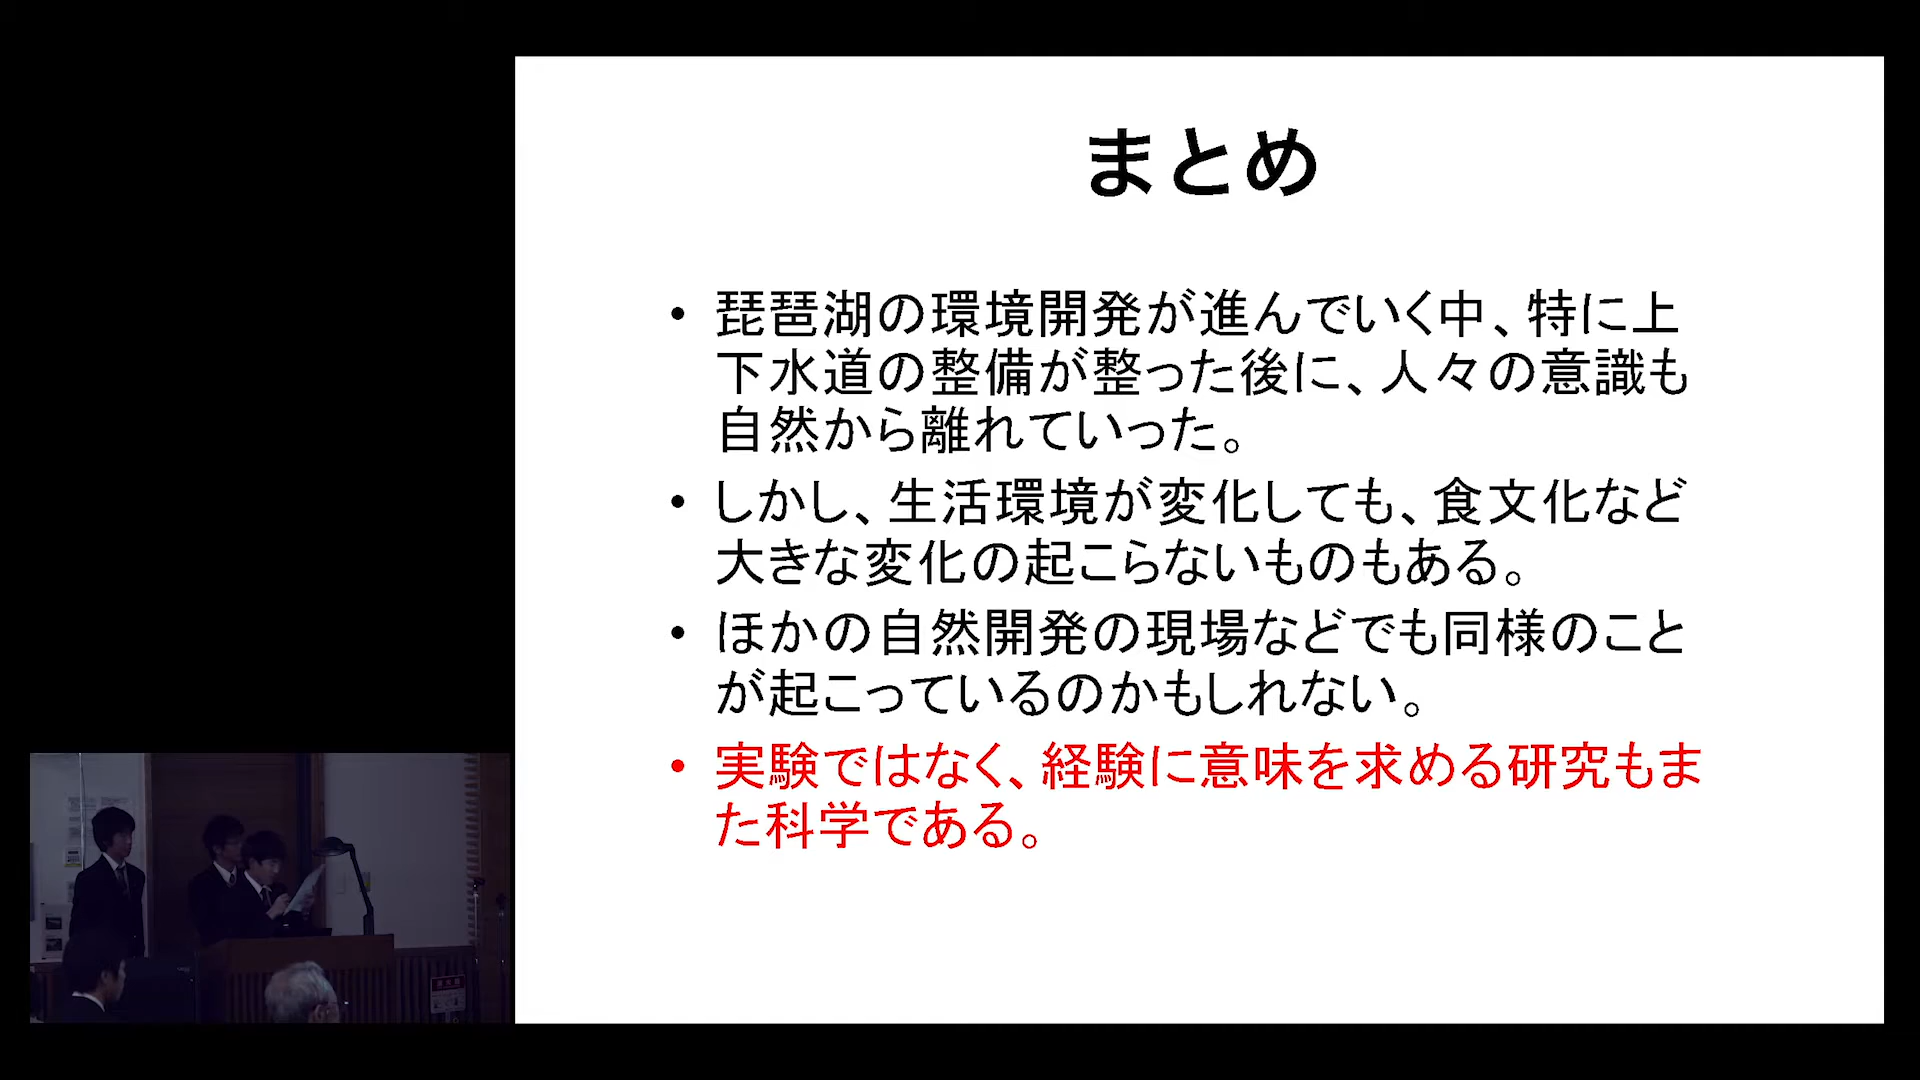 まとめ
• 琵琶湖の環境開発が進んでいく中、特に上
下水道の整備が整った後に、人々の意識も
自然から離れていった。
• しかし、生活環境が変化しても、食文化など
大きな変化の起こらないものもある。
• ほかの自然開発の現場などでも同様のこと
が起こっているのかもしれない。
• 実験ではなく、経験に意味を求める研究もま
た科学である。